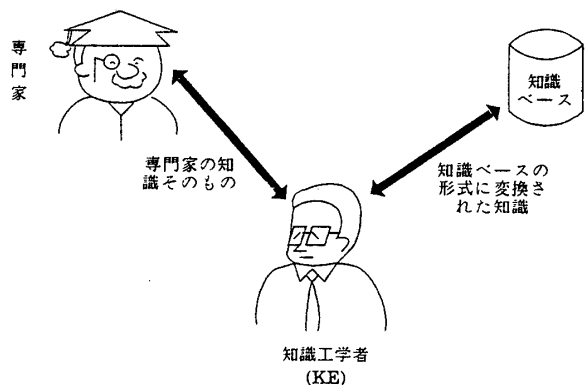 専門家
知識
ベース
専門家の知
識そのもの
知識ベースの
形式に変換さ
れた知識
知識工学者
(KE)